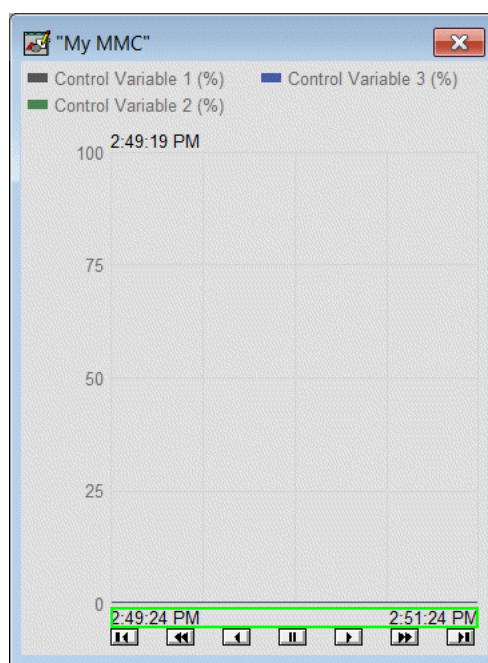 "My MMC"
Control Variable 1 (%) Control Variable 3 (%)
Control Variable 2 (%)
2:49:19 PM
100
75
50
25
0
2:49:24 PM 2:51:24 PM